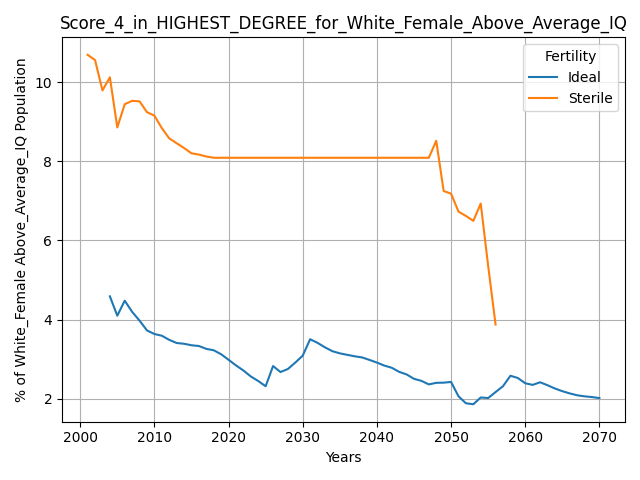 Score_4_in_HIGHEST_DEGREE_for_White_Female_Above_Average_IQ
% of White_Female Above_Average_IQ Population
10
8
6
4
2
Fertility
Ideal
Sterile
2000 2010 2020 2030 2040 2050 2060 2070
Years